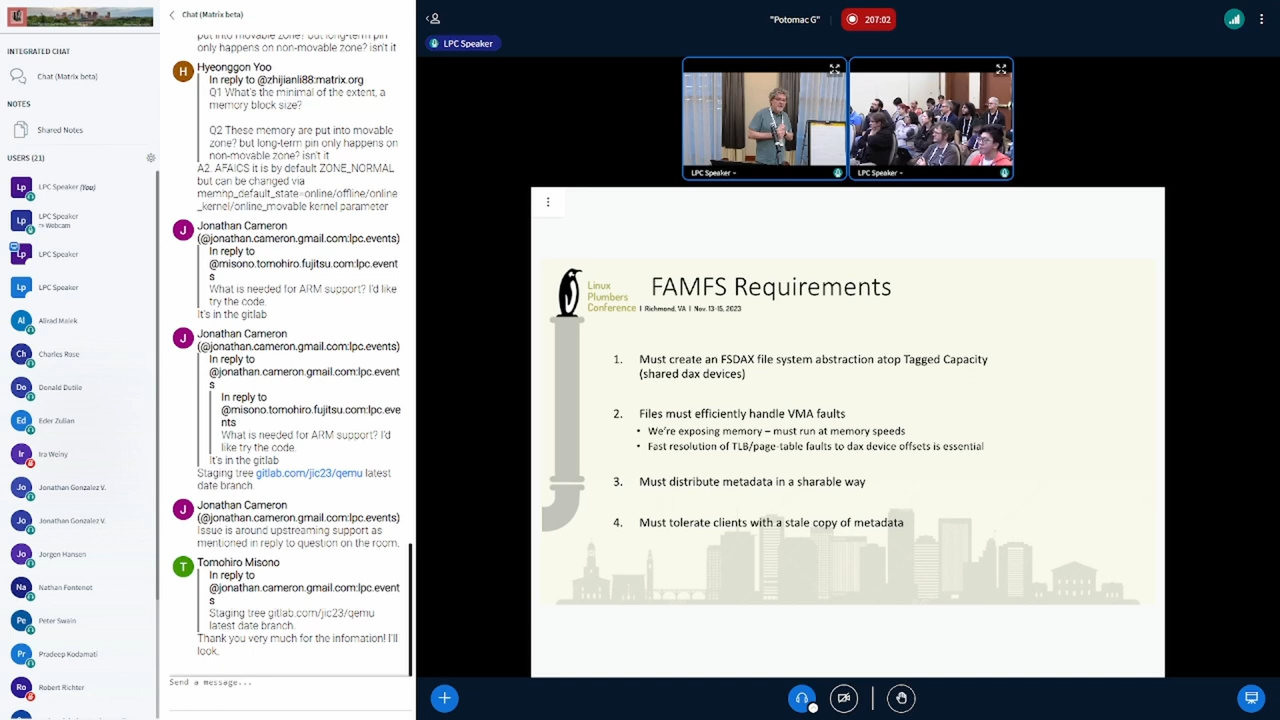 INTEGRATED CHAT
Chat (Matrix beta)
NOTES
Shared Notes
USERS (21)
Lp LPC Speaker (You)
Lp LPC Speaker
Webcam
Lp LPC Speaker
Lp LPC Speaker
Al Allrad Malek
Ch Charles Rose
Do Donald Dutile
Ed Eder Zulian
Ir Ira Weiny
Jo Jonathan Gonzalez V.
Jo Jonathan Gonzalez V.
Jo Jorgen Hansen
Na Nathan Fontenot
Pe Peter Swain
Pr Pradeep Kodamati
Ro Robert Richter
Chat (Matrix beta)
put into movable zone? but long-term pin
only happens on non-movable zone? isn't it
H Hyeonggon Yoo
In reply to @zhijianli88:matrix.org
Q1 What's the minimal of the extent, a
memory block size?
Q2 These memory are put into movable
zone? but long-term pin only happens on
non-movable zone? isn't it
A2. AFAICS it is by default ZONE_NORMAL
but can be changed via
memhp_default_state=online/offline/online
_kernel/online_movable kernel parameter
J Jonathan Cameron
(@jonathan.cameron.gmail.com:lpc.events)
In reply to
@misono.tomohiro.fujitsu.com:lpc.event
s
What is needed for ARM support? I'd like
try the code.
It's in the gitlab
J Jonathan Cameron
(@jonathan.cameron.gmail.com:lpc.events)
In reply to
@jonathan.cameron.gmail.com:lpc.event
s
In reply to
@misono.tomohiro.fujitsu.com:lpc.eve
nts
What is needed for ARM support? I'd
like try the code.
It's in the gitlab
Staging tree gitlab.com/jic23/qemu latest
date branch.
J Jonathan Cameron
(@jonathan.cameron.gmail.com:lpc.events)
Issue is around upstreaming support as
mentioned in reply to question on the room.
T Tomohiro Misono
In reply to
@jonathan.cameron.gmail.com:lpc.event
s
Staging tree gitlab.com/jic23/qemu
latest date branch.
Thank you very much for the infomation! I'll
look.
Send a message...
"Potomac G"
207:02
LPC Speaker
LPC Speaker
LPC Speaker
Linux
Plumbers
Conference | Richmond, VA | Nov. 13-15, 2023
FAMFS Requirements
1. Must create an FSDAX file system abstraction atop Tagged Capacity
(shared dax devices)
2. Files must efficiently handle VMA faults
• We're exposing memory – must run at memory speeds
• Fast resolution of TLB/page-table faults to dax device offsets is essential
3. Must distribute metadata in a sharable way
4. Must tolerate clients with a stale copy of metadata